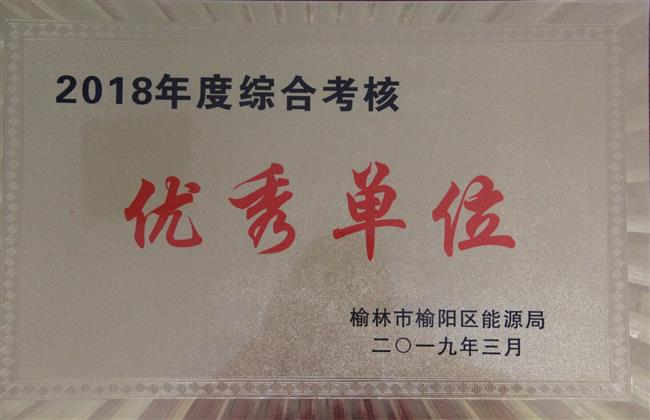 2018年度综合考核
优秀单位
榆林市榆阳区能源局
二〇一九年三月